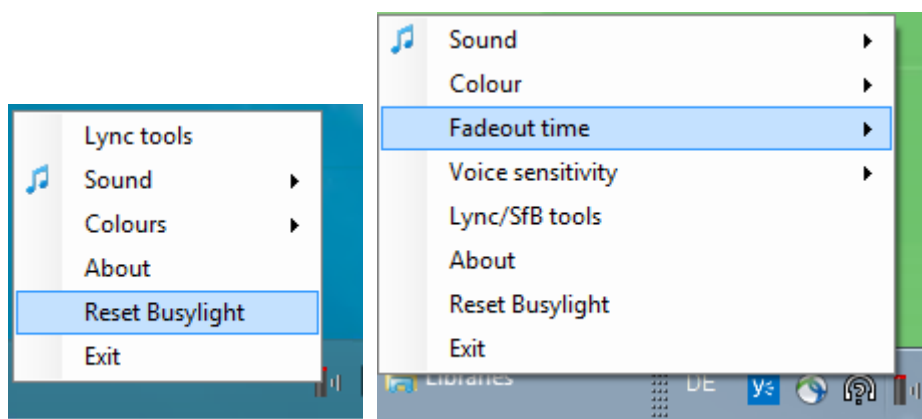 Lync tools
Sound
Colours
About
Reset Busylight
Exit
Sound
Colour
Fadeout time
Voice sensitivity
Lync/SfB tools
About
Reset Busylight
Exit
Libraries
DE